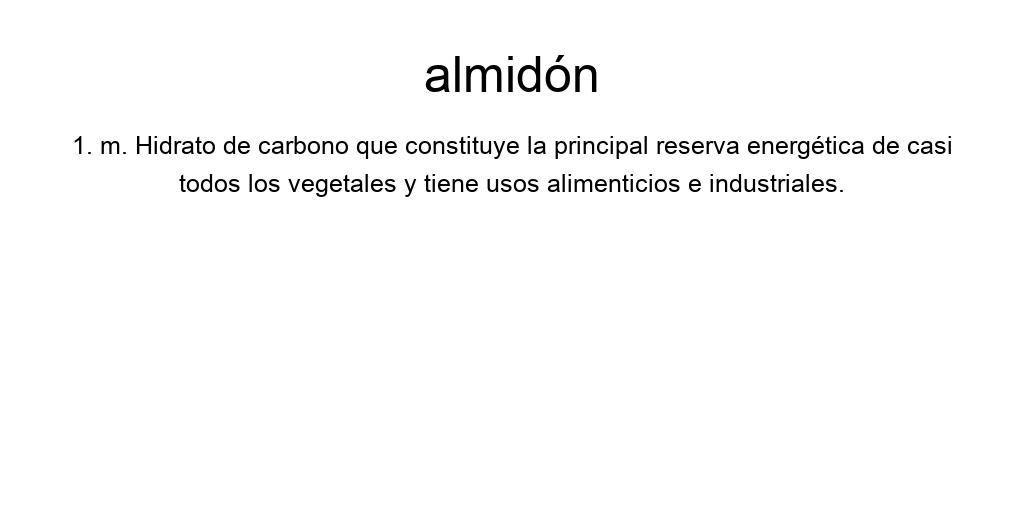 almidón
1. m. Hidrato de carbono que constituye la principal reserva energética de casi
todos los vegetales y tiene usos alimenticios e industriales.